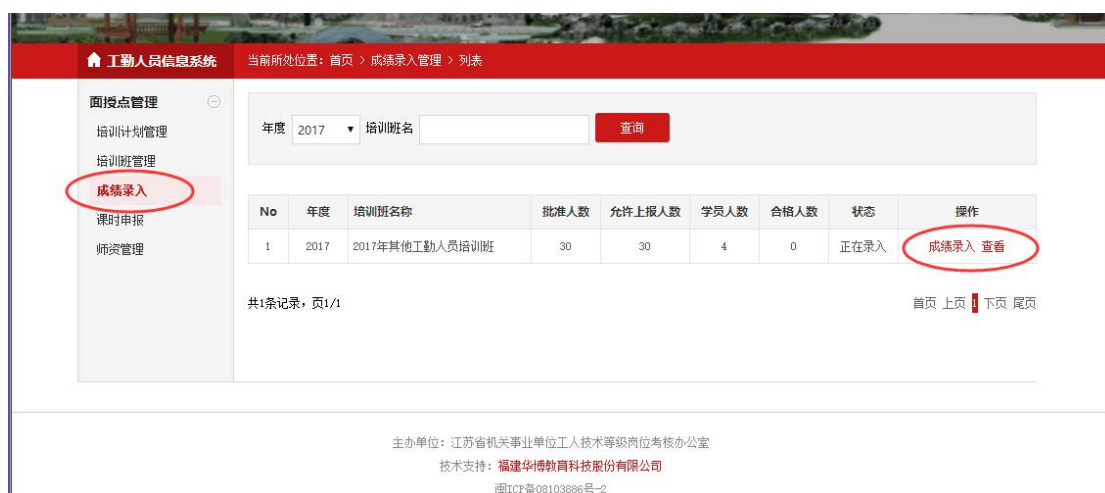 工勤人员信息系统
当前所处位置：首页 > 成绩录入管理 > 列表
面授点管理
培训计划管理
培训班管理
成绩录入
课时申报
师资管理
年度 2017 培训班名 查询
No 年度 培训班名称 批准人数 允许上报人数 学员人数 合格人数 状态 操作
1 2017 2017年其他工勤人员培训班 30 30 4 0 正在录入 成绩录入 查看
共1条记录，页1/1
首页 上页 1 下页 尾页
主办单位：江苏省机关事业单位工人技术等级岗位考核办公室
技术支持：福建华博教育科技股份有限公司
闽ICP备08103886号-2